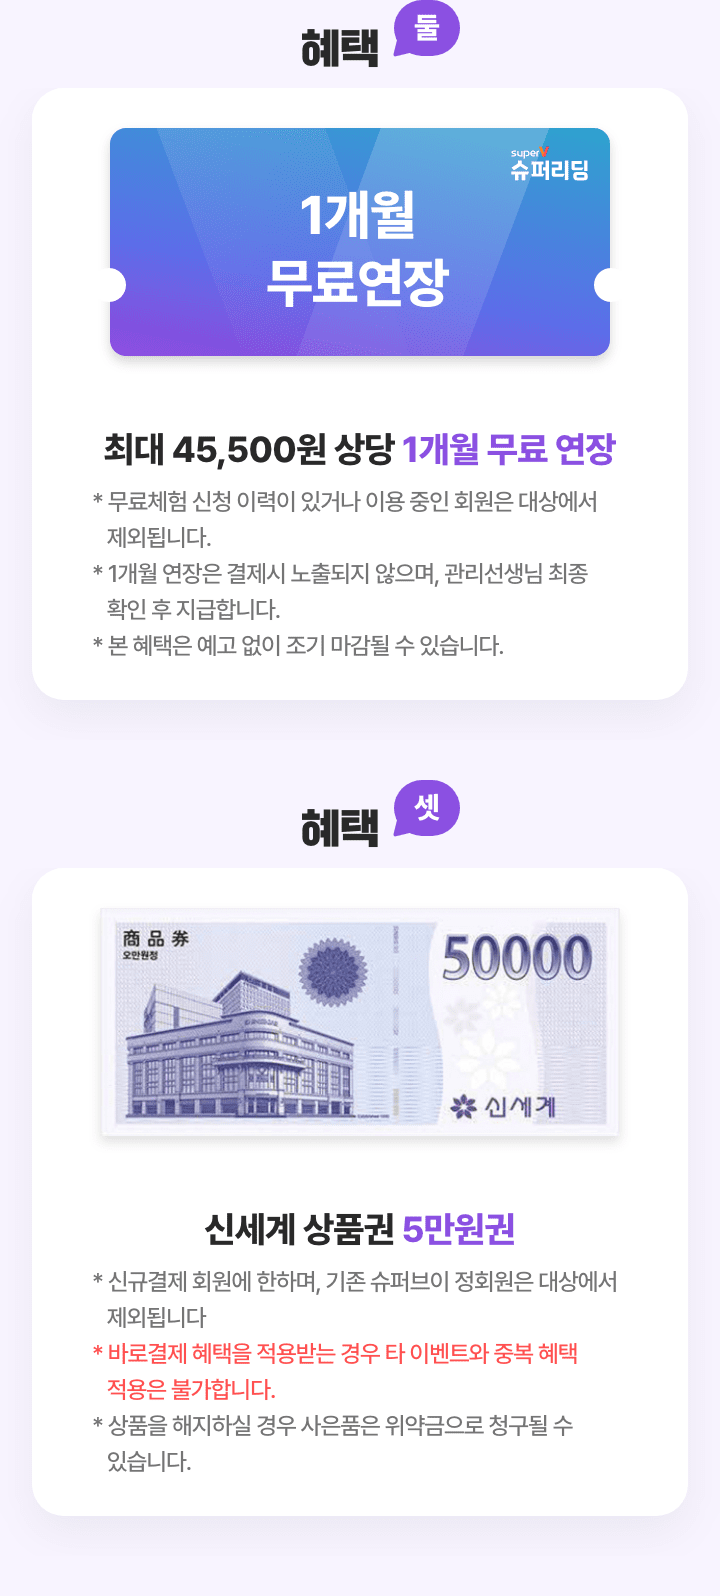 혜택 둘
superV
슈퍼리딩
1개월
무료연장
최대 45,500원 상당 1개월 무료 연장
* 무료체험 신청 이력이 있거나 이용 중인 회원은 대상에서
제외됩니다.
* 1개월 연장은 결제시 노출되지 않으며, 관리선생님 최종
확인 후 지급합니다.
* 본 혜택은 예고 없이 조기 마감될 수 있습니다.
혜택 셋
商品券
오만원정
50000
신세계
신세계 상품권 5만원권
* 신규결제 회원에 한하며, 기존 슈퍼브이 정회원은 대상에서
제외됩니다
* 바로결제 혜택을 적용받는 경우 타 이벤트와 중복 혜택
적용은 불가합니다.
* 상품을 해지하실 경우 사은품은 위약금으로 청구될 수
있습니다.